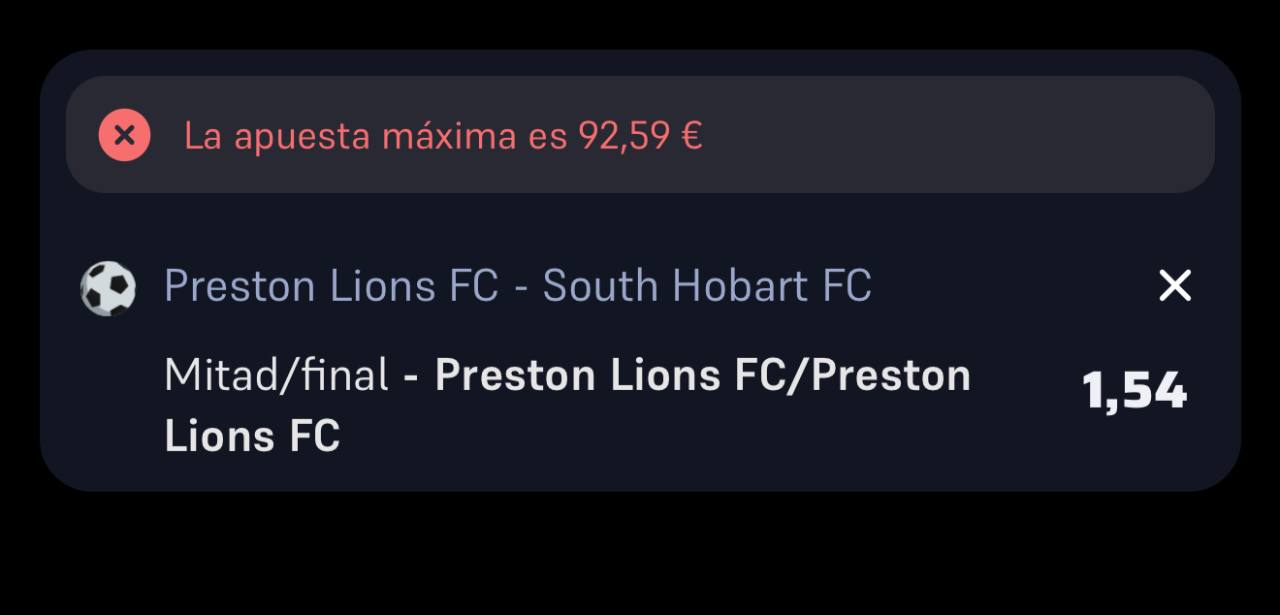 La apuesta máxima es 92,59 €
Preston Lions FC - South Hobart FC
Mitad/final - Preston Lions FC/Preston
Lions FC
1,54